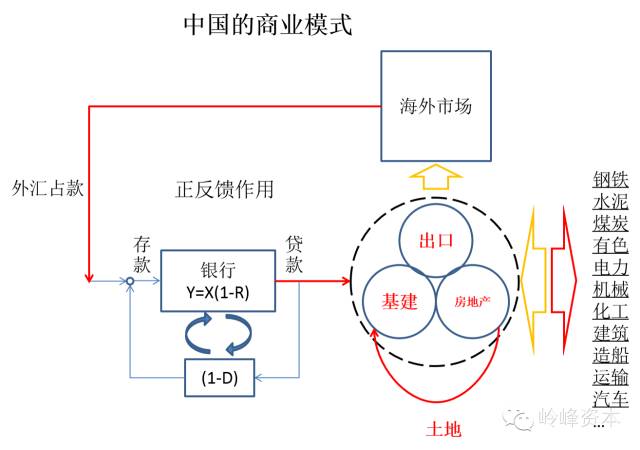 中国的商业模式
海外市场
外汇占款
正反馈作用
存款
贷款
银行
Y=X(1-R)
(1-D)
出口
基建
房地产
土地
钢铁
水泥
煤炭
有色
电力
机械
化工
建筑
造船
运输
汽车
...
岭峰资本